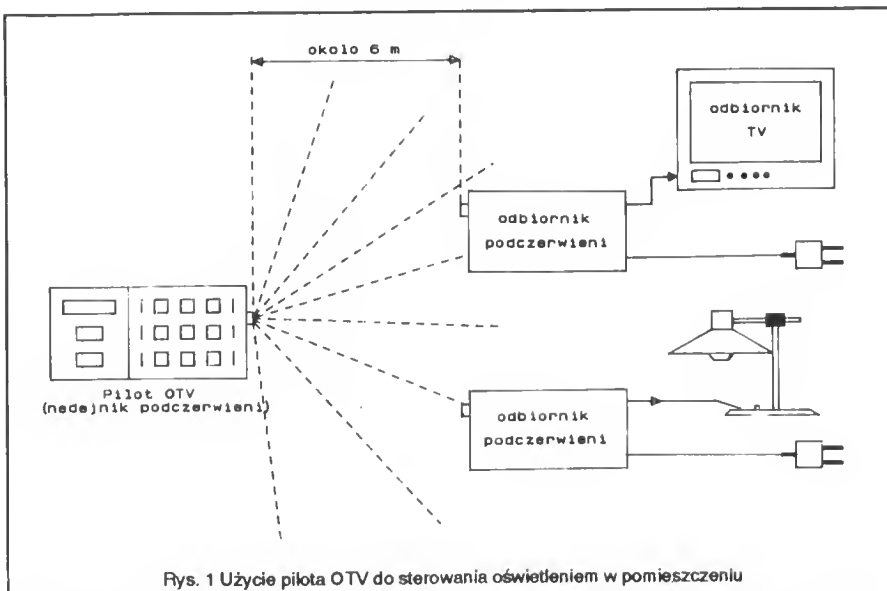 około 6 m
odbiornik
TV
odbiornik
podczerwieni
Pilot OTV
(nedejnik podczerwieni)
odbiornik
podczerwieni
Rys. 1 Użycie pilota OTV do sterowania oświetleniem w pomieszczeniu